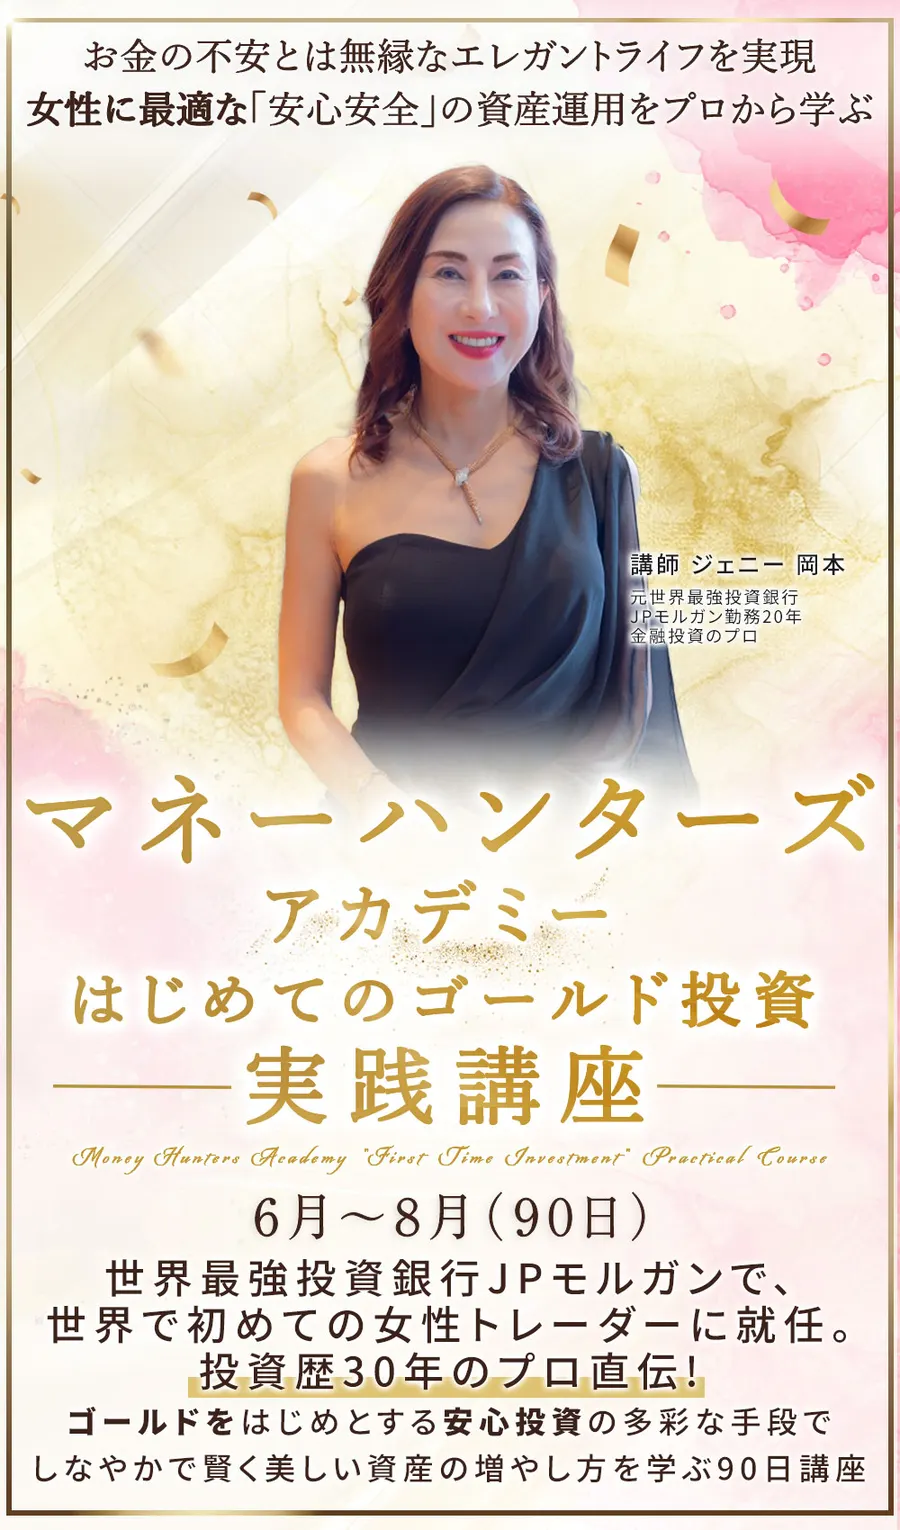 お金の不安とは無縁なエレガントライフを実現
女性に最適な「安心安全」の資産運用をプロから学ぶ
講師 ジェニー 岡本
元世界最強投資銀行
JPモルガン勤務20年
金融投資のプロ
マネーハンターズ
アカデミー
はじめてのゴールド投資
実践講座
Money Hunters Academy "First Time Investment" Practical Course
6月～8月(90日)
世界最強投資銀行JPモルガンで、
世界で初めての女性トレーダーに就任。
投資歴30年のプロ直伝!
ゴールドをはじめとする安心投資の多彩な手段で
しなやかで賢く美しい資産の増やし方を学ぶ90日講座